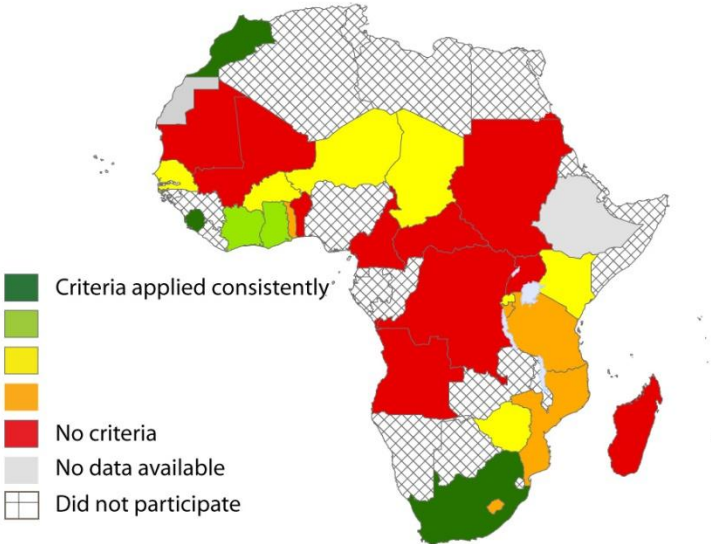 Criteria applied consistently
No criteria
No data available
Did not participate